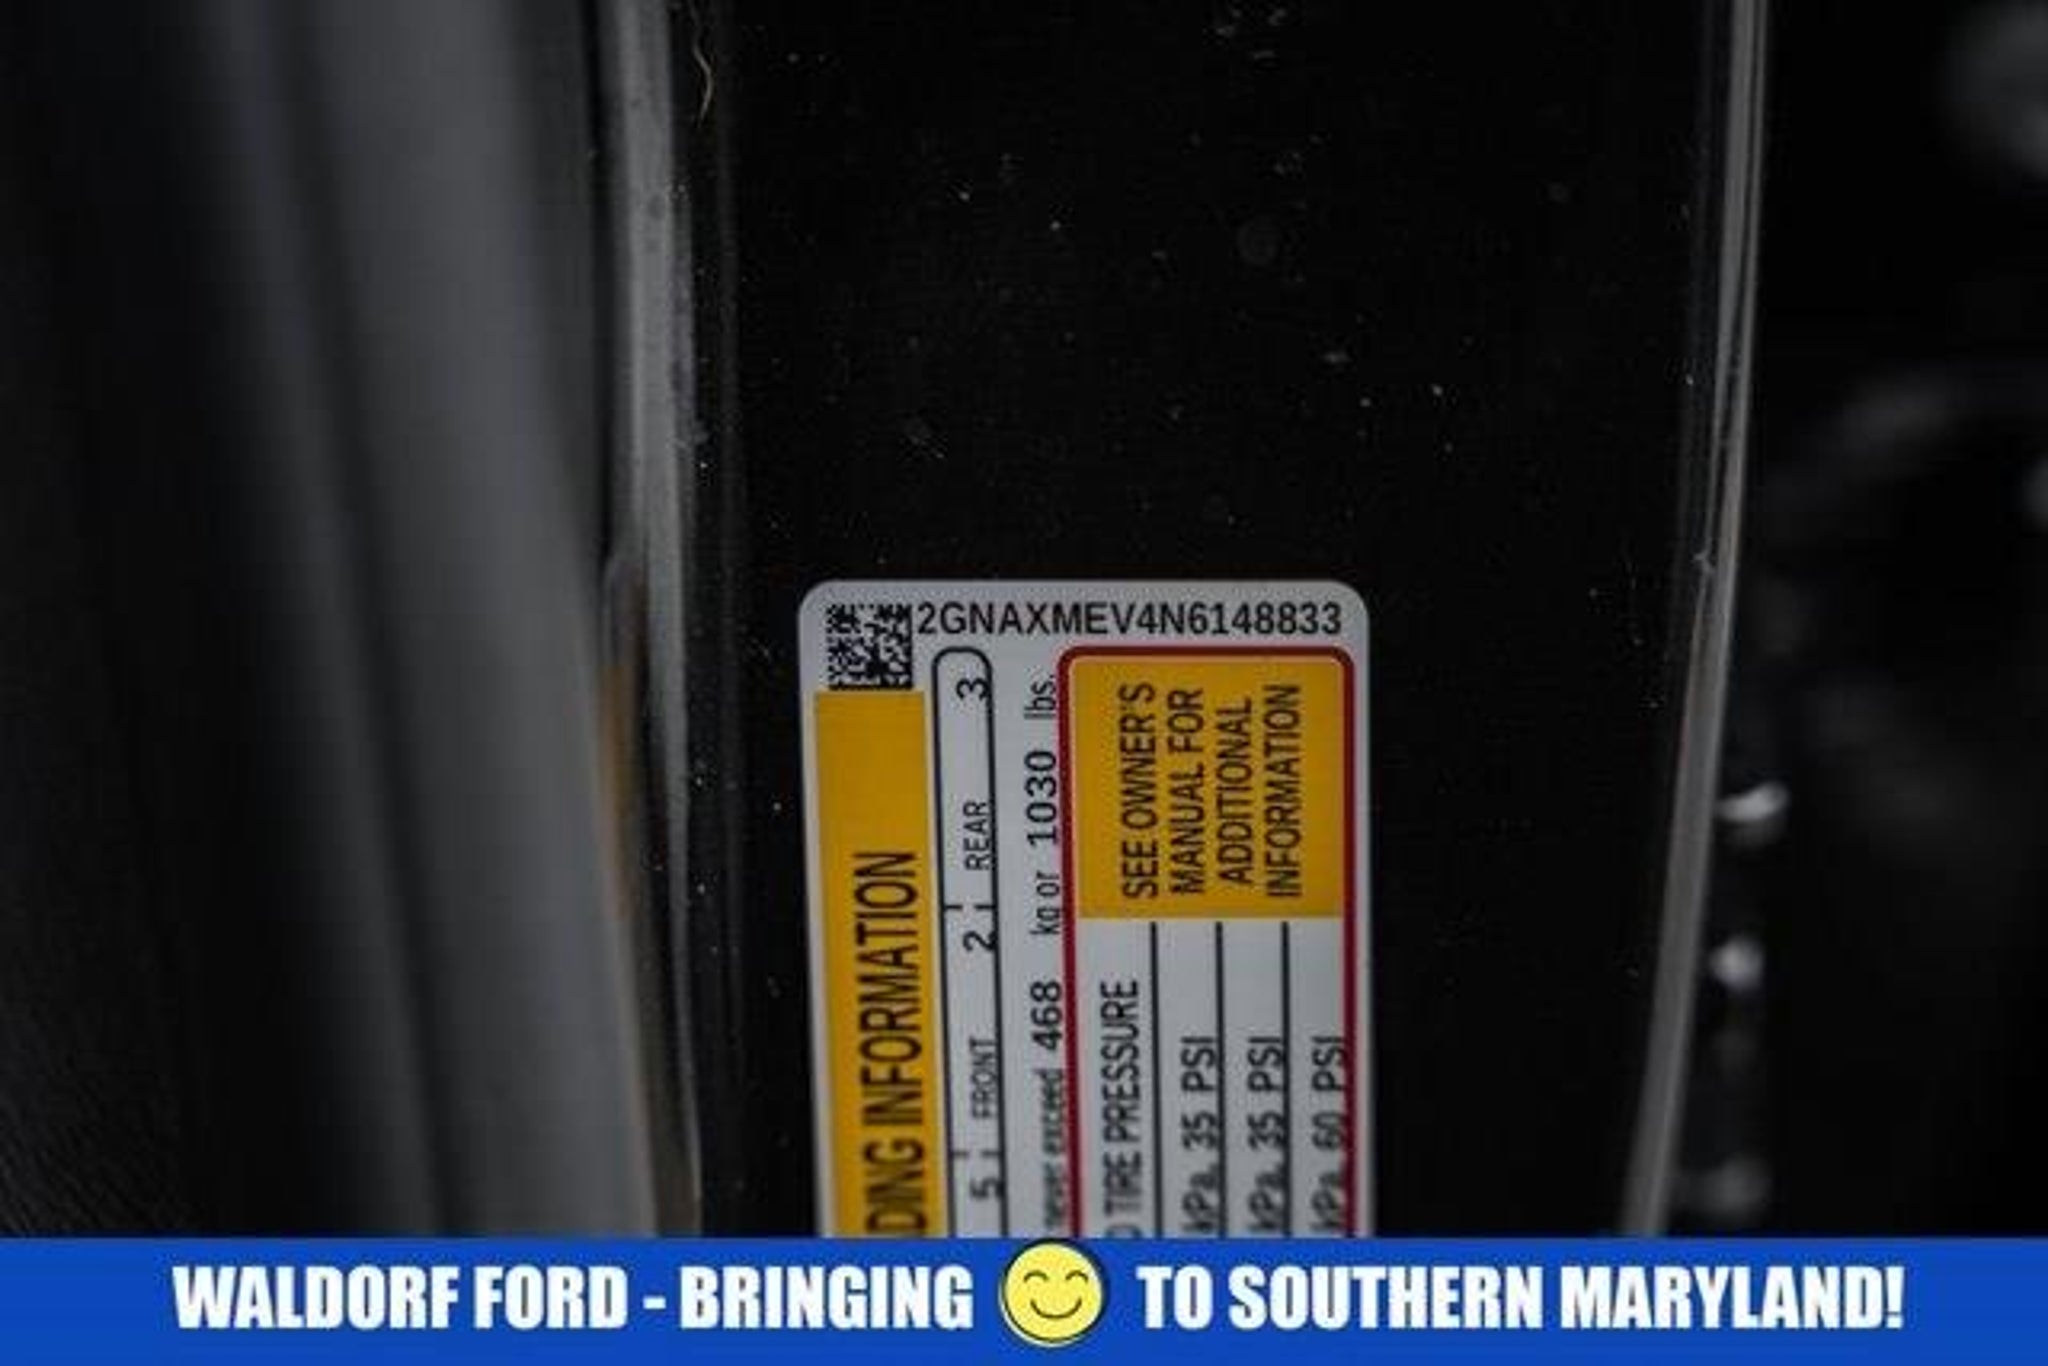 2GNAXMEV4N6148833
DING INFORMATION
5 FRONT 2 REAR 3
never exceed 468 kg or 1030 lbs.
TIRE PRESSURE
kPa. 35 PSI
kPa. 35 PSI
kPa. 60 PSI
SEE OWNER'S
MANUAL FOR
ADDITIONAL
INFORMATION
WALDORF FORD - BRINGING TO SOUTHERN MARYLAND!